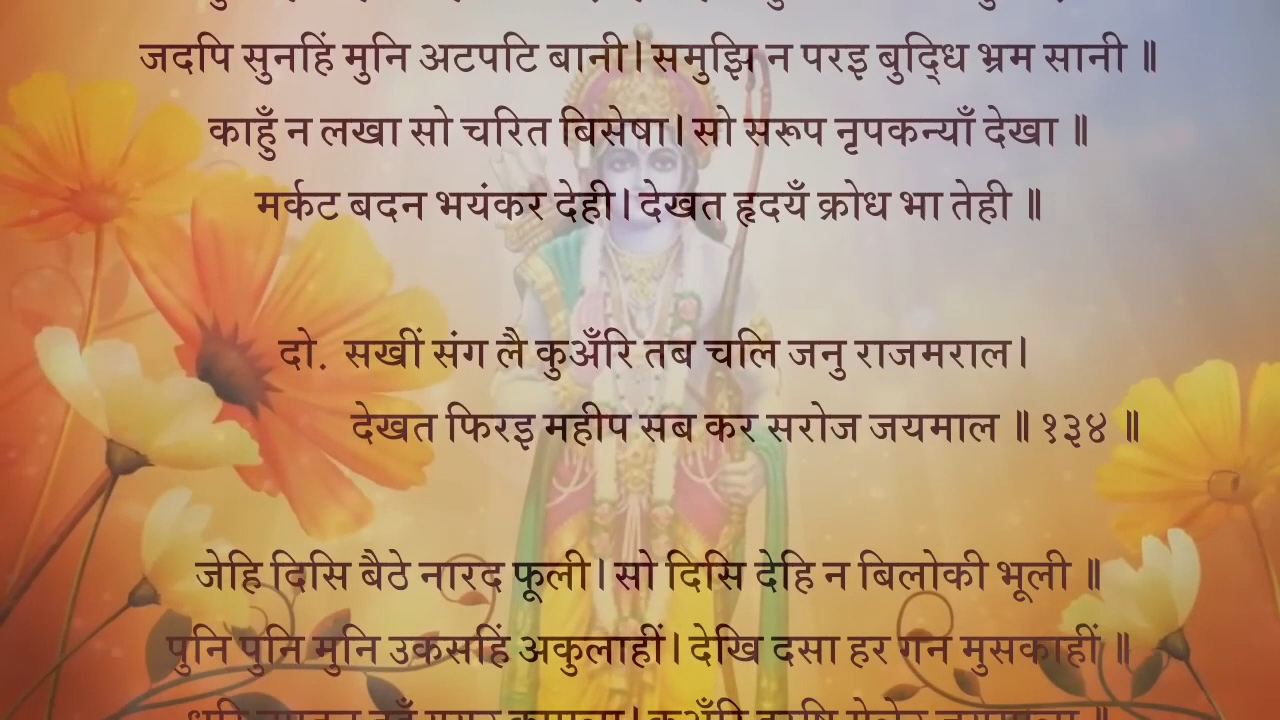 जदपि सुनहिं मुनि अटपटि बानी। समुझि न परइ बुद्धि भ्रम सानी ॥
काहुँ न लखा सो चरित बिसेषा। सो सरूप नृपकन्याँ देखा ॥
मर्कट बदन भयंकर देही। देखत हृदयँ क्रोध भा तेही ॥
दो. सखीं संग लै कुअँरि तब चलि जनु राजमराल।
देखत फिरइ महीप सब कर सरोज जयमाल ॥ १३४ ॥
जेहि दिसि बैठे नारद फूली। सो दिसि देहि न बिलोकी भूली ॥
पुनि पुनि मुनि उकसहिं अकुलाहीं। देखि दसा हर गन मुसकाहीं ॥